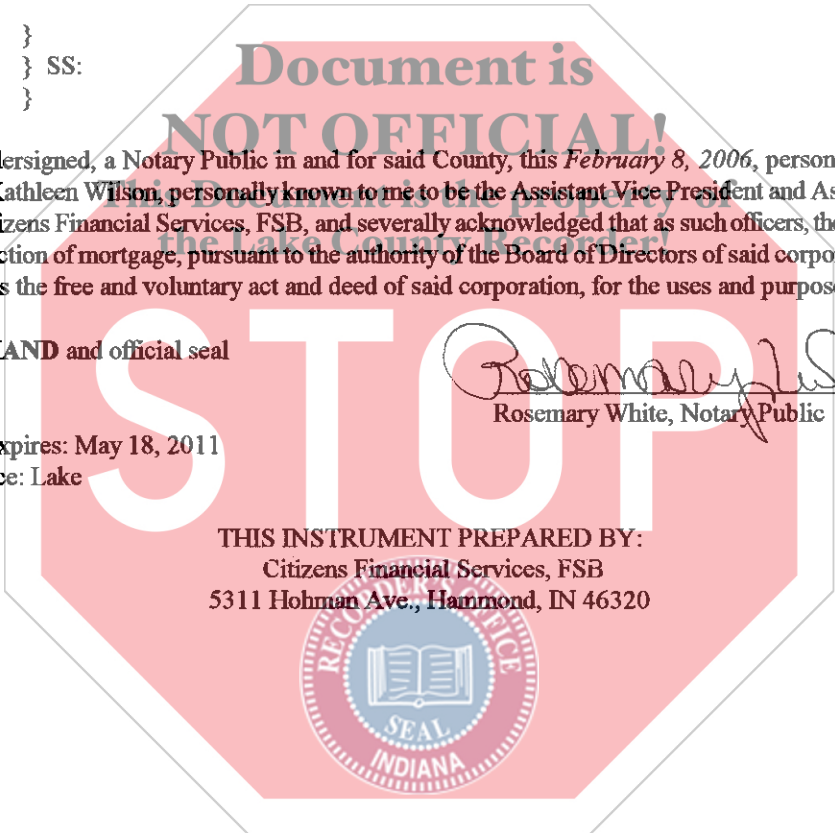 }
} SS:
}
Document is
NOT OFFICIAL!
This Document is the property of
the Lake County Recorder!
dersigned, a Notary Public in and for said County, this February 8, 2006, person
Kathleen Wilson, personally known to me to be the Assistant Vice President and As
izens Financial Services, FSB, and severally acknowledged that as such officers, the
ction of mortgage, pursuant to the authority of the Board of Directors of said corpo
s the free and voluntary act and deed of said corporation, for the uses and purpose
STOP
AND and official seal
Rosemary W
Rosemary White, Notary Public
xpires: May 18, 2011
ce: Lake
THIS INSTRUMENT PREPARED BY:
Citizens Financial Services, FSB
5311 Hohman Ave., Hammond, IN 46320
RECORDER'S OFFICE
SEAL
INDIANA